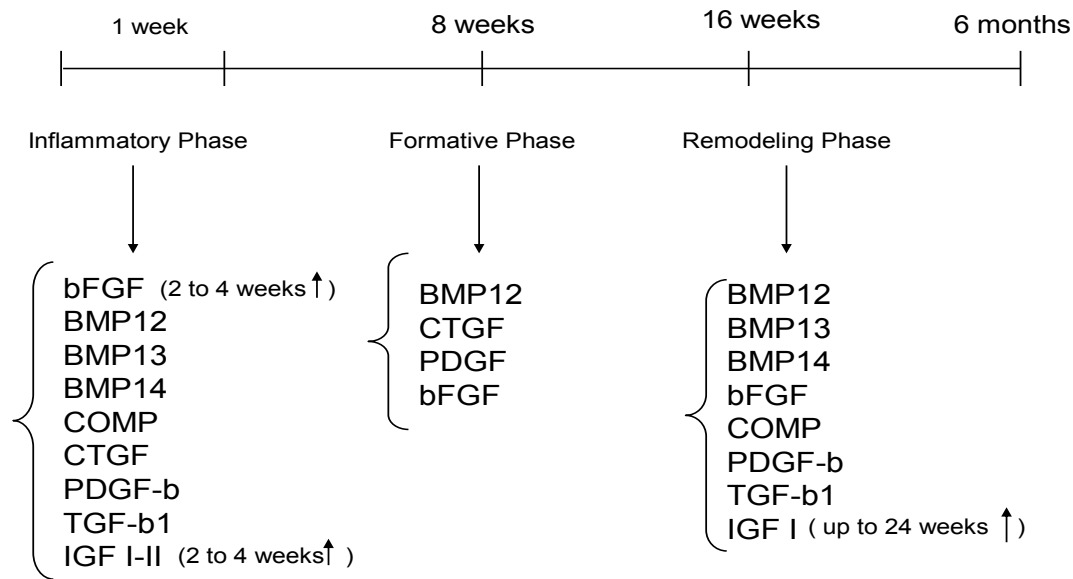 1 week
8 weeks
16 weeks
6 months
Inflammatory Phase
Formative Phase
Remodeling Phase
bFGF (2 to 4 weeks↑)
BMP12
BMP13
BMP14
COMP
CTGF
PDGF-b
TGF-b1
IGF I-II (2 to 4 weeks↑)
BMP12
CTGF
PDGF
bFGF
BMP12
BMP13
BMP14
bFGF
COMP
PDGF-b
TGF-b1
IGF I ( up to 24 weeks ↑)